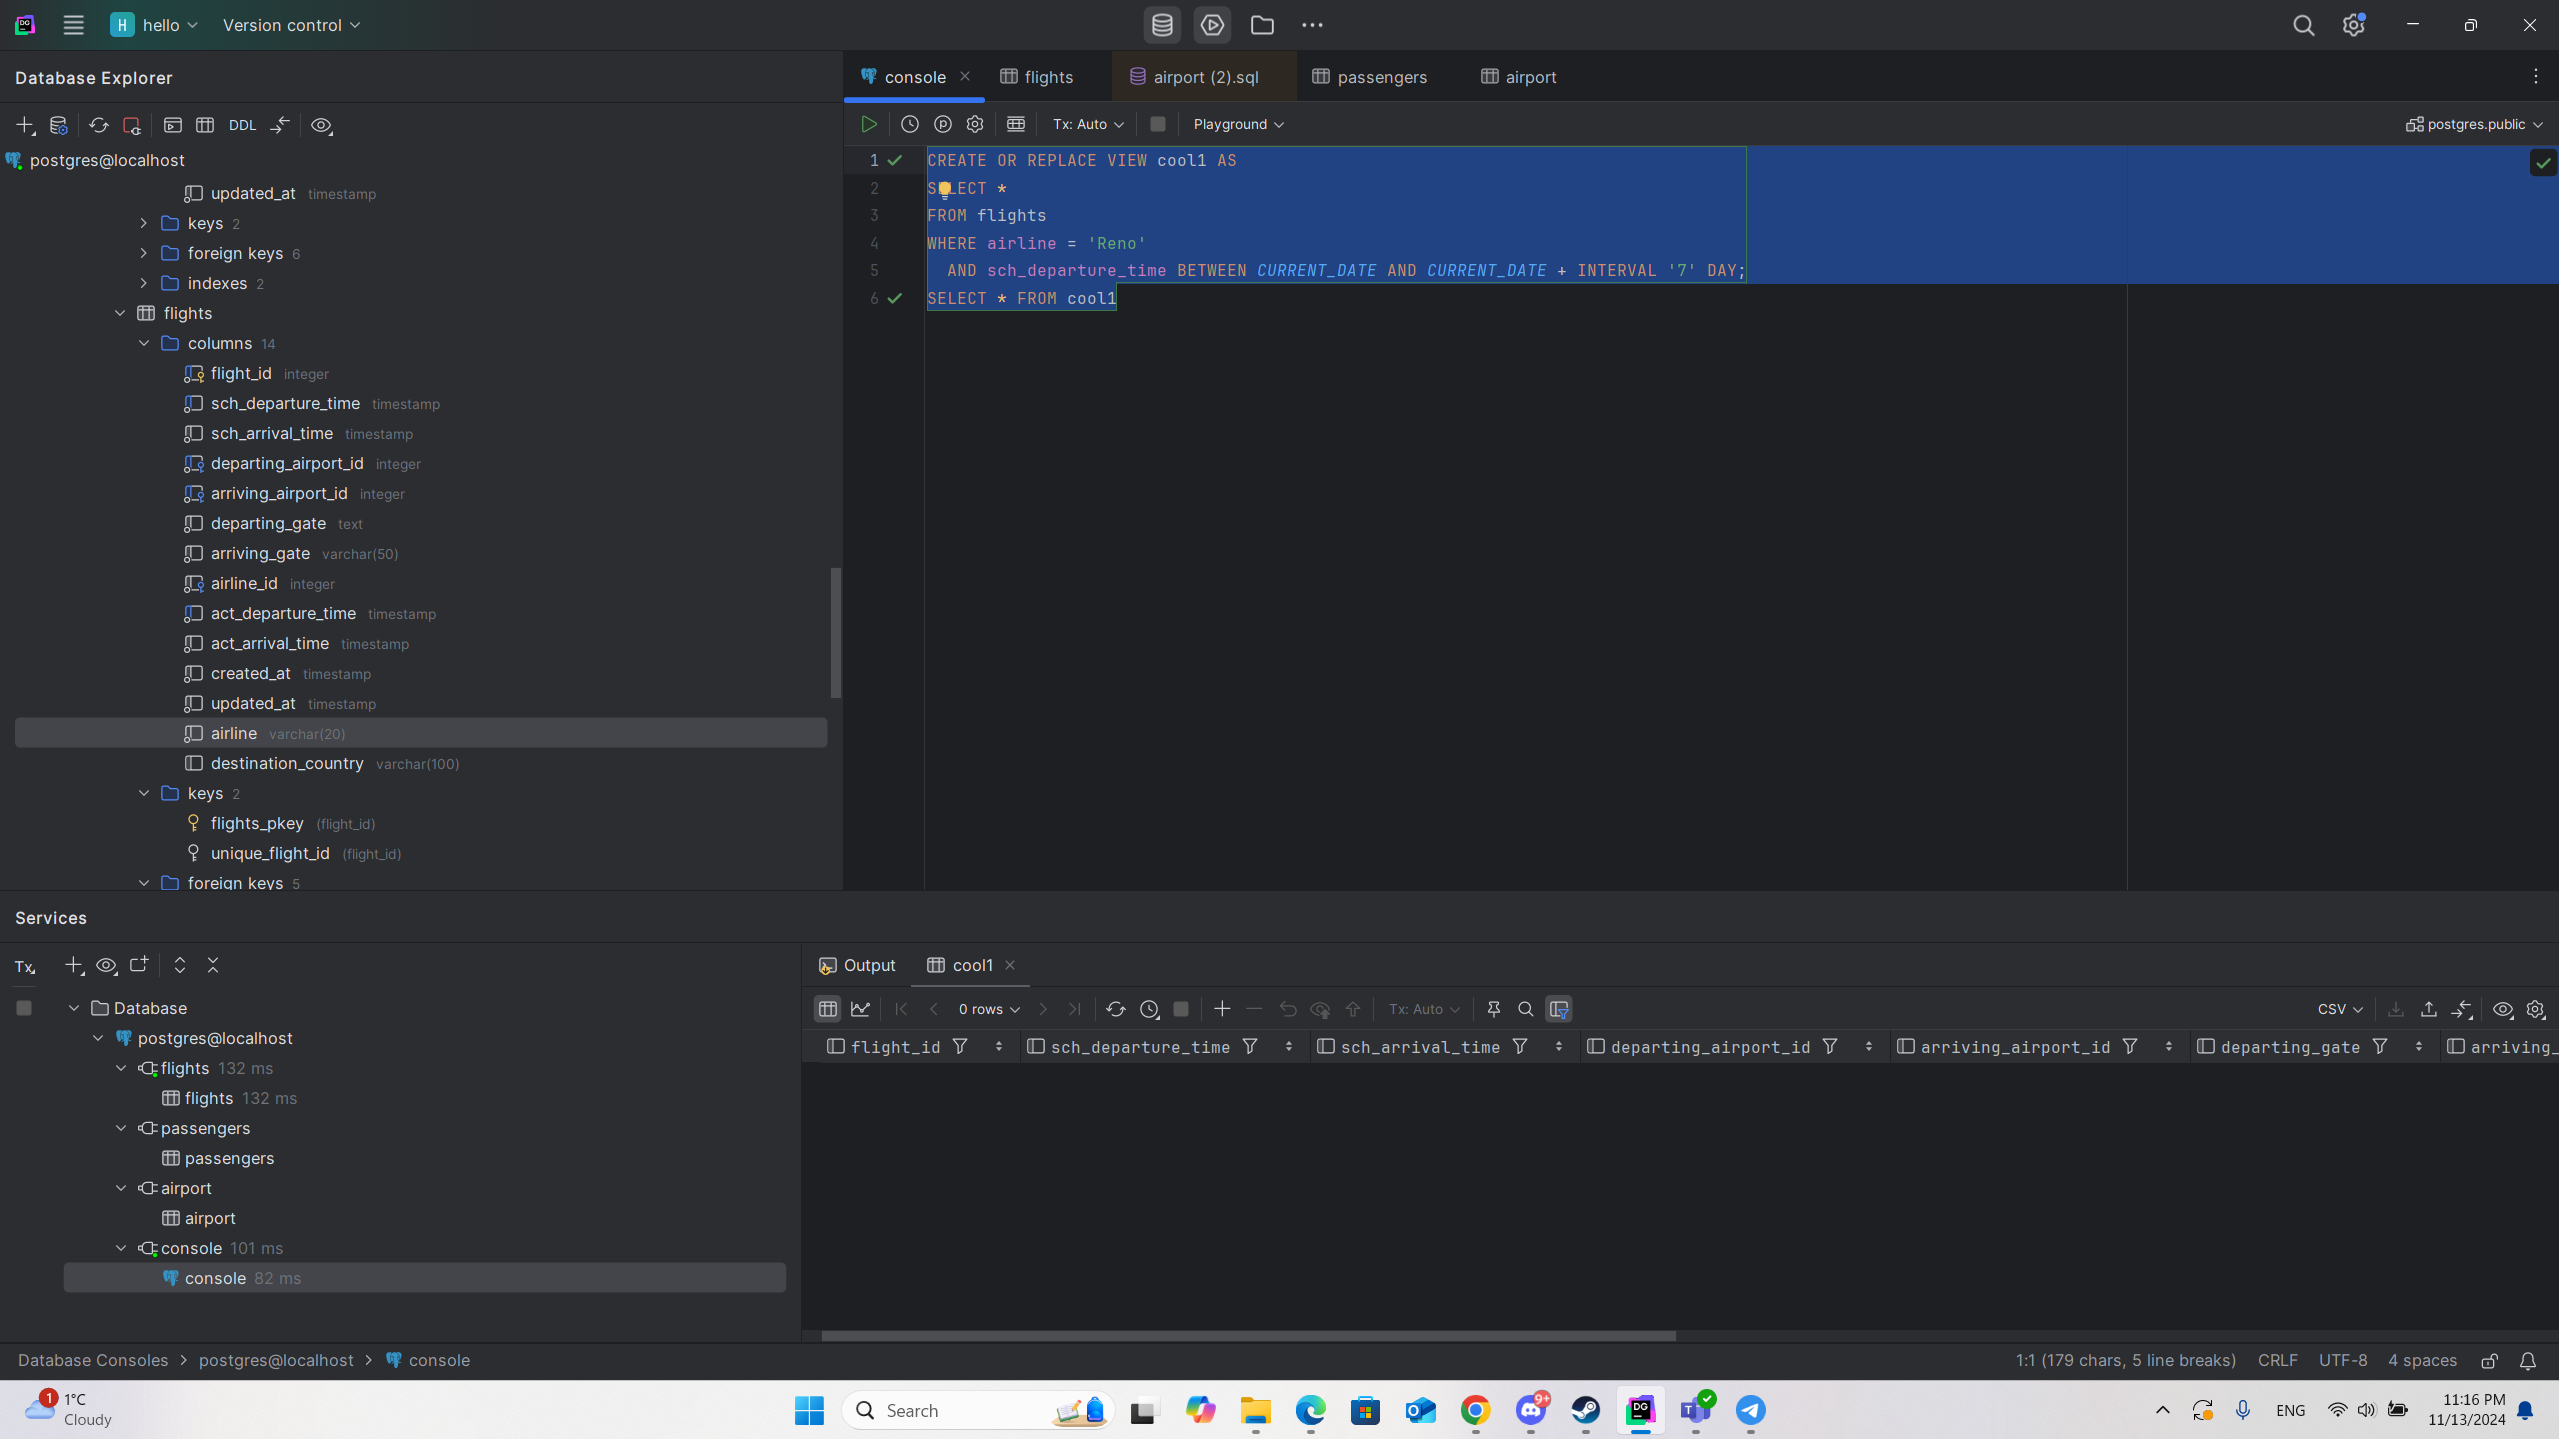 H hello Version control
Database Explorer
DDL
postgres@localhost
updated_at timestamp
keys 2
foreign keys 6
indexes 2
flights
columns 14
flight_id integer
sch_departure_time timestamp
sch_arrival_time timestamp
departing_airport_id integer
arriving_airport_id integer
departing_gate text
arriving_gate varchar(50)
airline_id integer
act_departure_time timestamp
act_arrival_time timestamp
created_at timestamp
updated_at timestamp
airline varchar(20)
destination_country varchar(100)
keys 2
flights_pkey (flight_id)
unique_flight_id (flight_id)
foreign keys 5
console flights airport (2).sql passengers airport
Tx: Auto Playground postgres.public
1 CREATE OR REPLACE VIEW cool1 AS
2 SELECT *
3 FROM flights
4 WHERE airline = 'Reno'
5 AND sch_departure_time BETWEEN CURRENT_DATE AND CURRENT_DATE + INTERVAL '7' DAY;
6 SELECT * FROM cool1
Services
Tx
Database
postgres@localhost
flights 132 ms
flights 132 ms
passengers
passengers
airport
airport
console 101 ms
console 82 ms
Output cool1
0 rows Tx: Auto CSV
flight_id sch_departure_time sch_arrival_time departing_airport_id arriving_airport_id departing_gate arriving_
Database Consoles > postgres@localhost > console
1:1 (179 chars, 5 line breaks) CRLF UTF-8 4 spaces
1 1°C
Cloudy
Search
9+
DG
ENG
11:16 PM
11/13/2024